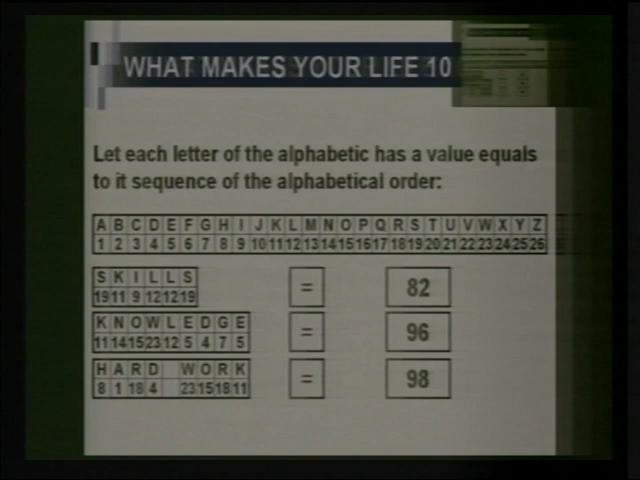 WHAT MAKES YOUR LIFE 10
Let each letter of the alphabetic has a value equals
to it sequence of the alphabetical order:
A B C D E F G H I J K L M N O P Q R S T U V W X Y Z
1 2 3 4 5 6 7 8 9 10 11 12 13 14 15 16 17 18 19 20 21 22 23 24 25 26
S K I L L S
19 11 9 12 12 19 = 82
K N O W L E D G E
11 14 15 23 12 5 4 7 5 = 96
H A R D W O R K
8 1 18 4 23 15 18 11 = 98